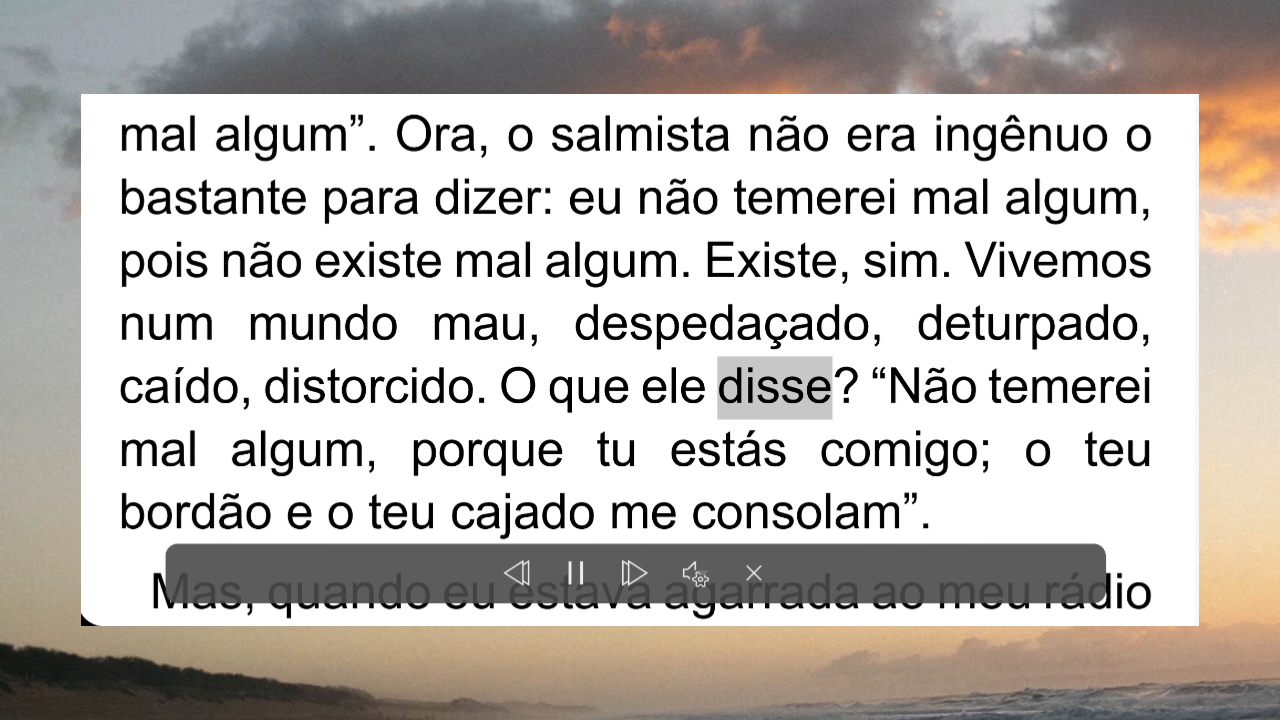 mal algum”. Ora, o salmista não era ingênuo o
bastante para dizer: eu não temerei mal algum,
pois não existe mal algum. Existe, sim. Vivemos
num mundo mau, despedaçado, deturpado,
caído, distorcido. O que ele disse? “Não temerei
mal algum, porque tu estás comigo; o teu
bordão e o teu cajado me consolam”.
Mas, quando eu estava agarrada ao meu rádio